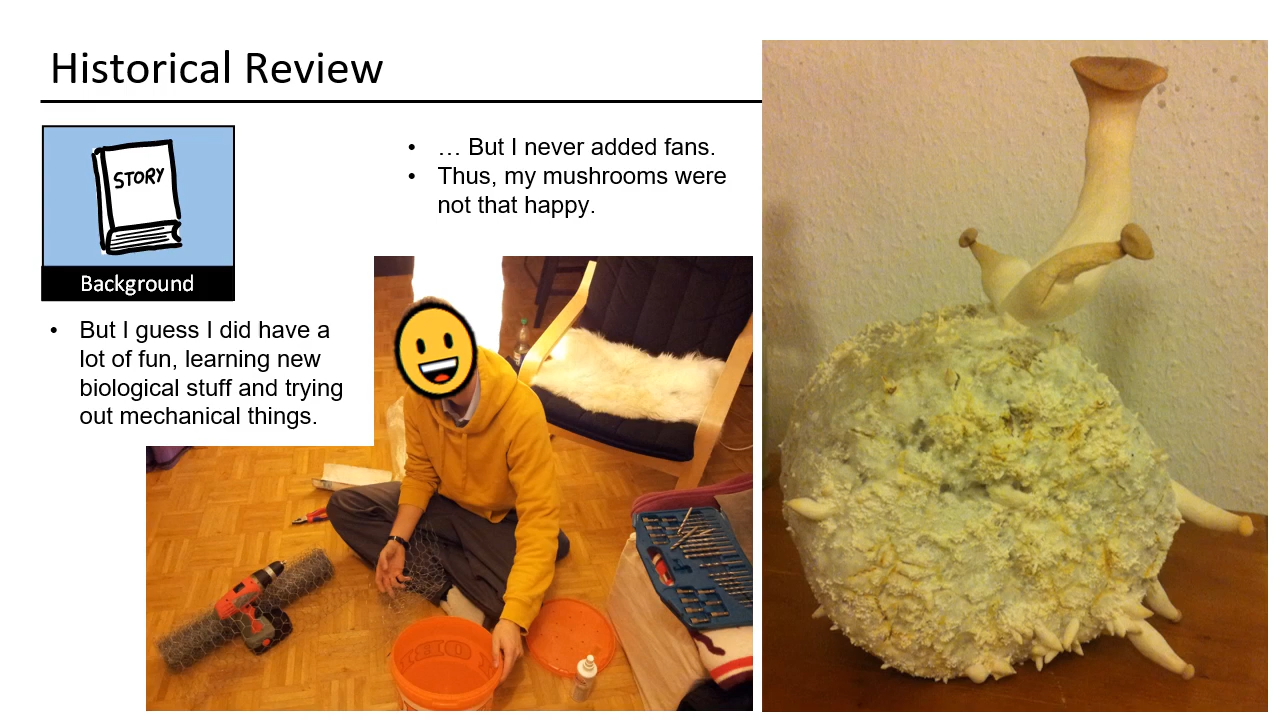 Historical Review
STORY
Background
• … But I never added fans.
• Thus, my mushrooms were
not that happy.
• But I guess I did have a
lot of fun, learning new
biological stuff and trying
out mechanical things.